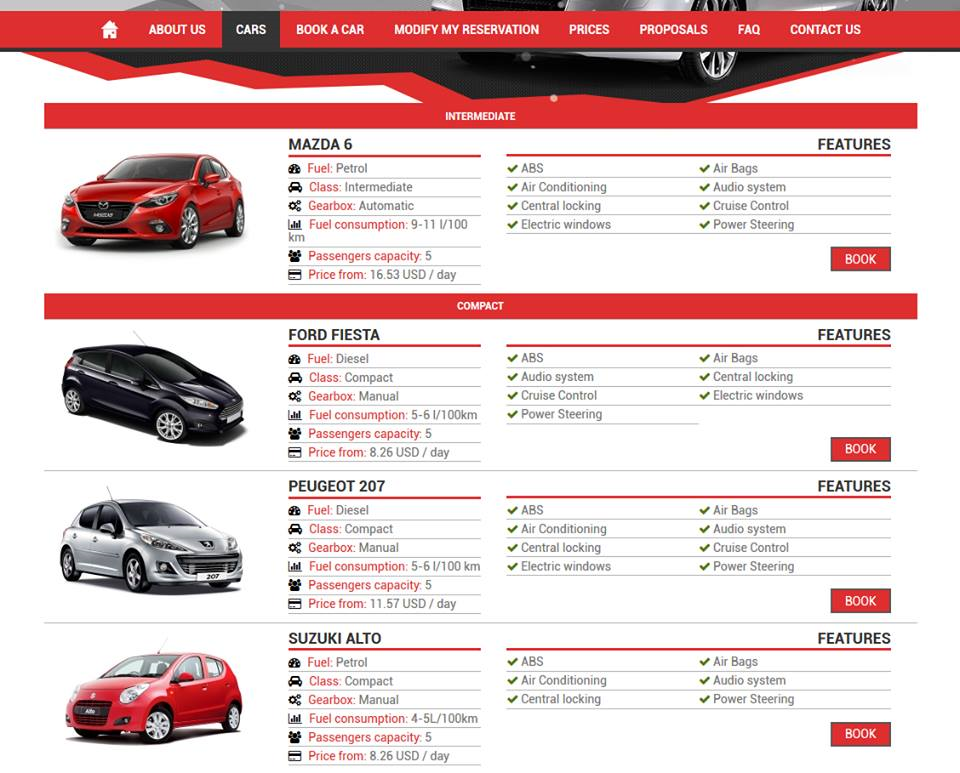 ABOUT US CARS BOOK A CAR MODIFY MY RESERVATION PRICES PROPOSALS FAQ CONTACT US
INTERMEDIATE
MAZDA 6
Fuel: Petrol
Class: Intermediate
Gearbox: Automatic
Fuel consumption: 9-11 l/100
km
Passengers capacity: 5
Price from: 16.53 USD / day
FEATURES
ABS Air Bags
Air Conditioning Audio system
Central locking Cruise Control
Electric windows Power Steering
BOOK
COMPACT
FORD FIESTA
Fuel: Diesel
Class: Compact
Gearbox: Manual
Fuel consumption: 5-6 l/100km
Passengers capacity: 5
Price from: 8.26 USD / day
FEATURES
ABS Air Bags
Audio system Central locking
Cruise Control Electric windows
Power Steering
BOOK
PEUGEOT 207
207
Fuel: Diesel
Class: Compact
Gearbox: Manual
Fuel consumption: 5-6 l/100 km
Passengers capacity: 5
Price from: 11.57 USD / day
FEATURES
ABS Air Bags
Air Conditioning Audio system
Central locking Cruise Control
Electric windows Power Steering
BOOK
SUZUKI ALTO
Alto
Fuel: Petrol
Class: Compact
Gearbox: Manual
Fuel consumption: 4-5L/100km
Passengers capacity: 5
Price from: 8.26 USD / day
FEATURES
ABS Air Bags
Air Conditioning Audio system
Central locking Power Steering
BOOK